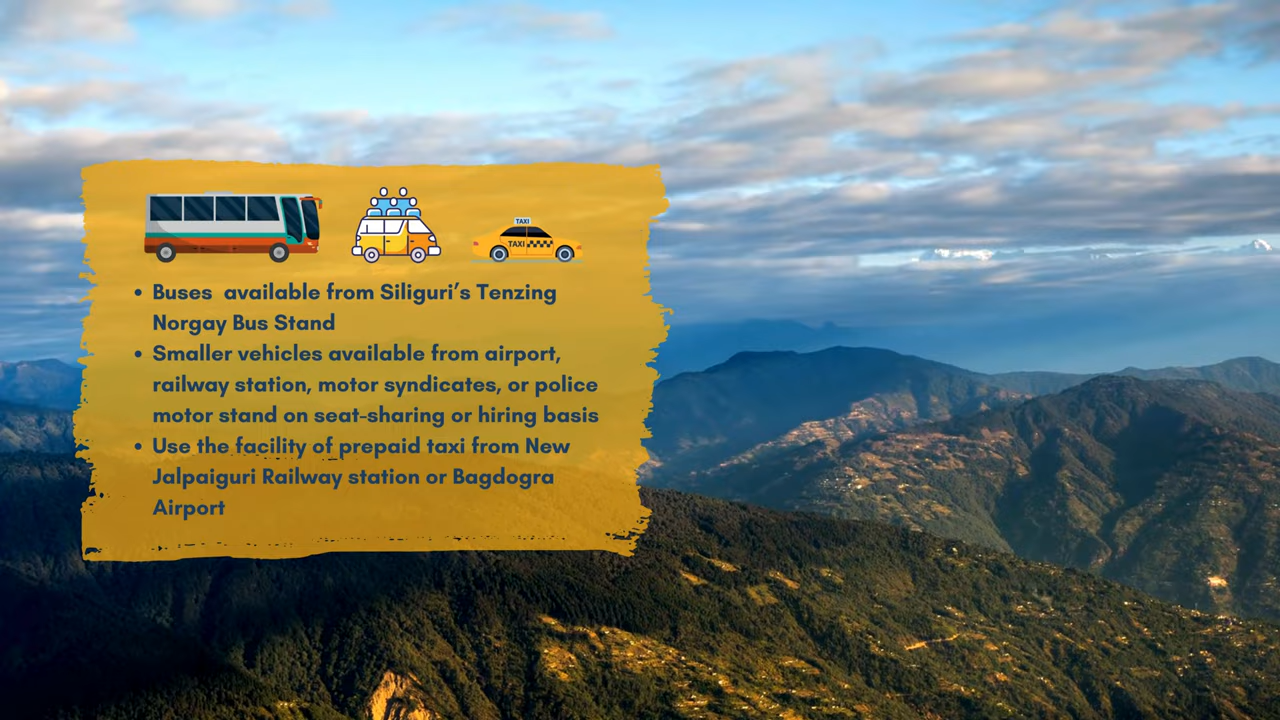 TAXI
TAXI
• Buses  available from Siliguri’s Tenzing
Norgay Bus Stand
• Smaller vehicles available from airport,
railway station, motor syndicates, or police
motor stand on seat-sharing or hiring basis
• Use the facility of prepaid taxi from New
Jalpaiguri Railway station or Bagdogra
Airport